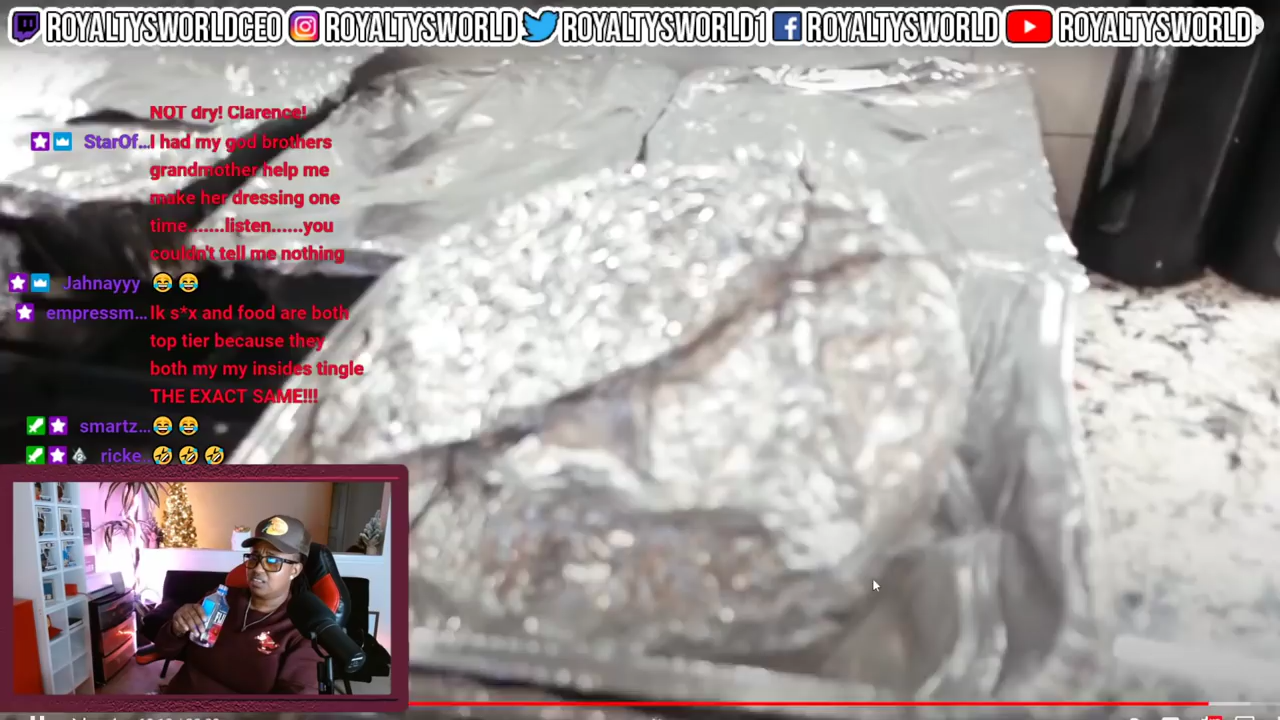 ROYALTYSWORLDCEO ROYALTYSWORLD ROYALTYSWORLD1 ROYALTYSWORLD ROYALTYSWORLD
NOT dry! Clarence!
StarOf... I had my god brothers
grandmother help me
make her dressing one
time.......listen......you
couldn't tell me nothing
Jahnayyy 😂 😂
empressm... Ik s*x and food are both
top tier because they
both my my insides tingle
THE EXACT SAME!!!
smartz... 😂 😂
ricke... 🤣 🤣 🤣